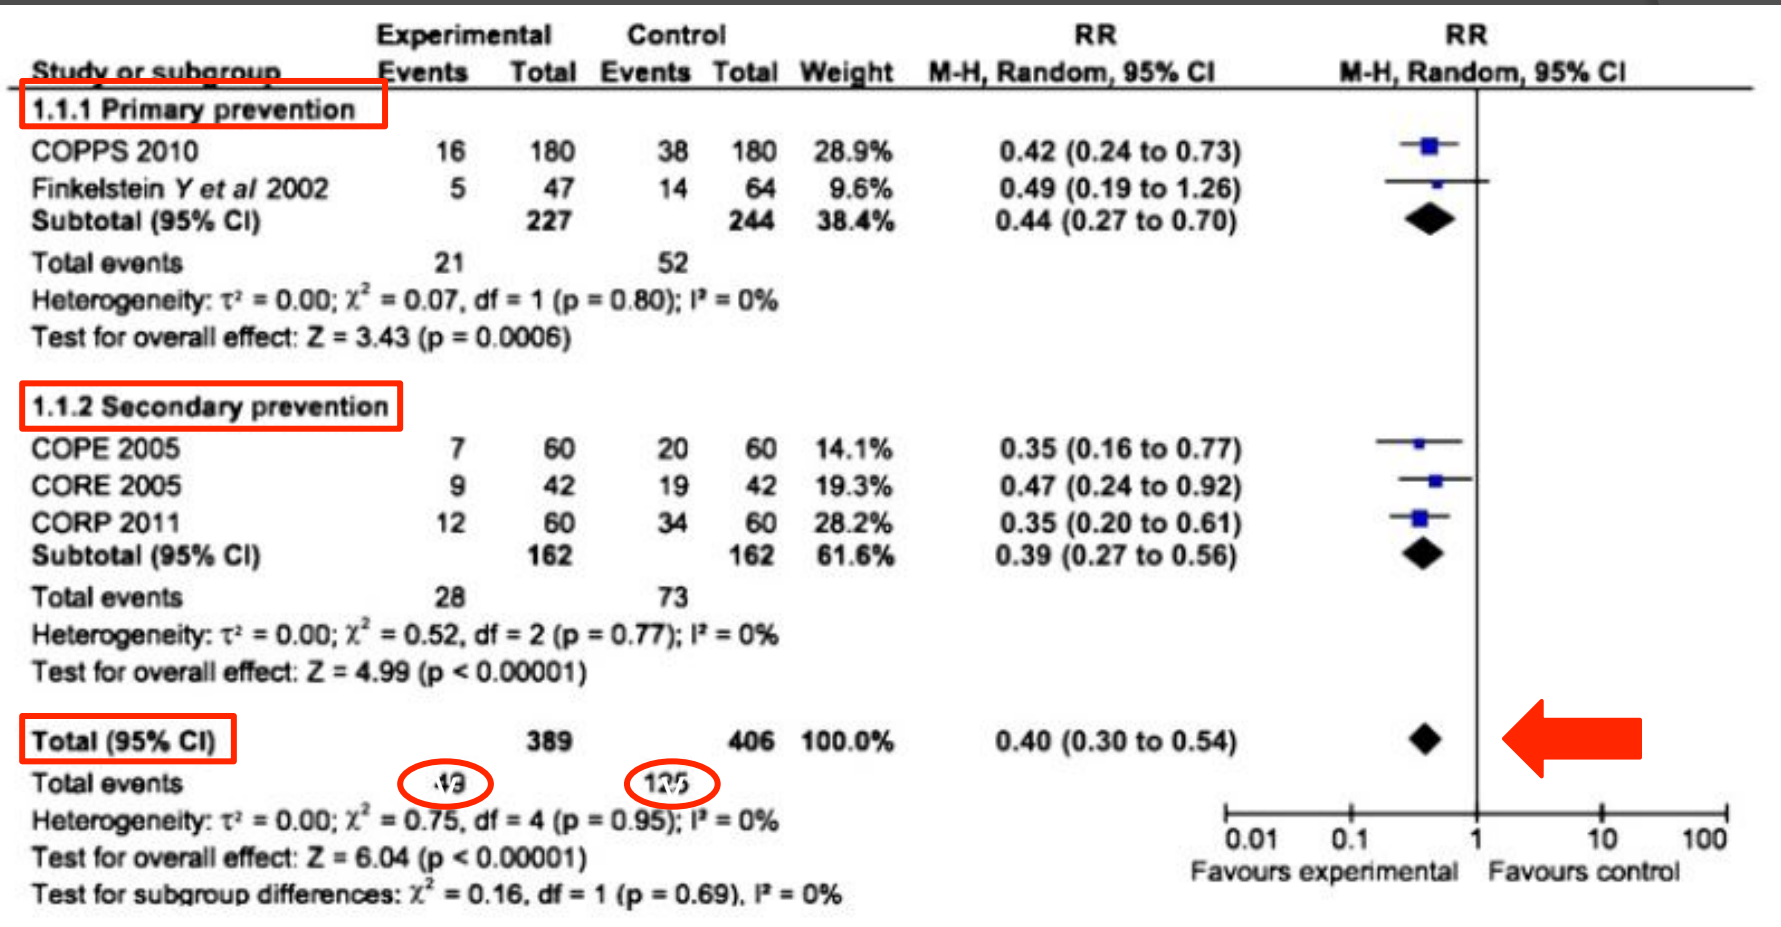 Experimental Control RR RR
Study or subgroup Events Total Events Total Weight M-H, Random, 95% CI M-H, Random, 95% CI
1.1.1 Primary prevention
COPPS 2010 16 180 38 180 28.9% 0.42 (0.24 to 0.73)
Finkelstein Y et al 2002 5 47 14 64 9.6% 0.49 (0.19 to 1.26)
Subtotal (95% CI) 227 244 38.4% 0.44 (0.27 to 0.70)
Total events 21 52
Heterogeneity: τ² = 0.00; χ² = 0.07, df = 1 (p = 0.80); I² = 0%
Test for overall effect: Z = 3.43 (p = 0.0006)
1.1.2 Secondary prevention
COPE 2005 7 60 20 60 14.1% 0.35 (0.16 to 0.77)
CORE 2005 9 42 19 42 19.3% 0.47 (0.24 to 0.92)
CORP 2011 12 60 34 60 28.2% 0.35 (0.20 to 0.61)
Subtotal (95% CI) 162 162 61.6% 0.39 (0.27 to 0.56)
Total events 28 73
Heterogeneity: τ² = 0.00; χ² = 0.52, df = 2 (p = 0.77); I² = 0%
Test for overall effect: Z = 4.99 (p < 0.00001)
Total (95% CI) 389 406 100.0% 0.40 (0.30 to 0.54)
Total events 49 125
Heterogeneity: τ² = 0.00; χ² = 0.75, df = 4 (p = 0.95); I² = 0%
Test for overall effect: Z = 6.04 (p < 0.00001)
Test for subgroup differences: χ² = 0.16, df = 1 (p = 0.69), I² = 0%
0.01 0.1 1 10 100
Favours experimental Favours control